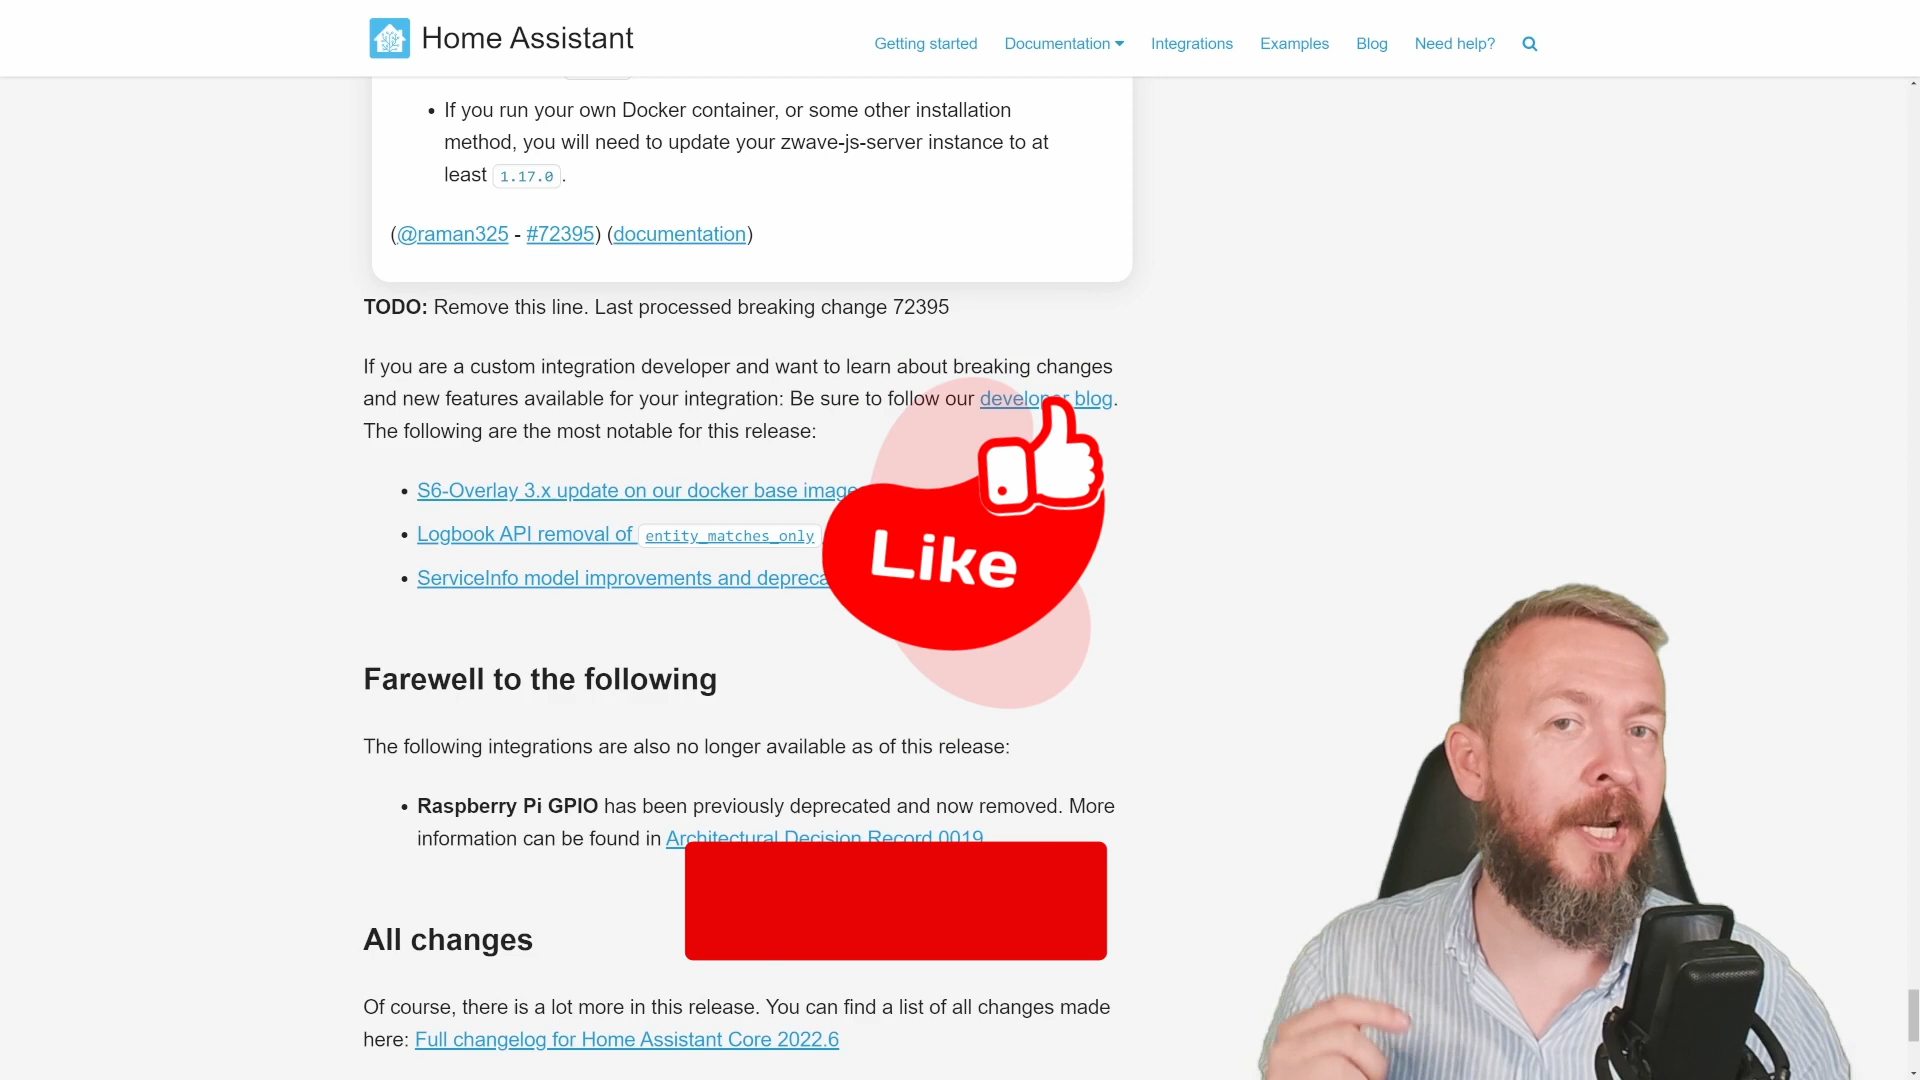 Home Assistant
Getting started Documentation Integrations Examples Blog Need help?
• If you run your own Docker container, or some other installation
method, you will need to update your zwave-js-server instance to at
least 1.17.0.
(@raman325 - #72395) (documentation)
TODO: Remove this line. Last processed breaking change 72395
If you are a custom integration developer and want to learn about breaking changes
and new features available for your integration: Be sure to follow our developer blog.
The following are the most notable for this release:
• S6-Overlay 3.x update on our docker base image
• Logbook API removal of entity_matches_only
• ServiceInfo model improvements and
Like
Farewell to the following
The following integrations are also no longer available as of this release:
• Raspberry Pi GPIO has been previously deprecated and now removed. More
information can be found in Architectural Decision Record 0019
All changes
Of course, there is a lot more in this release. You can find a list of all changes made
here: Full changelog for Home Assistant Core 2022.6